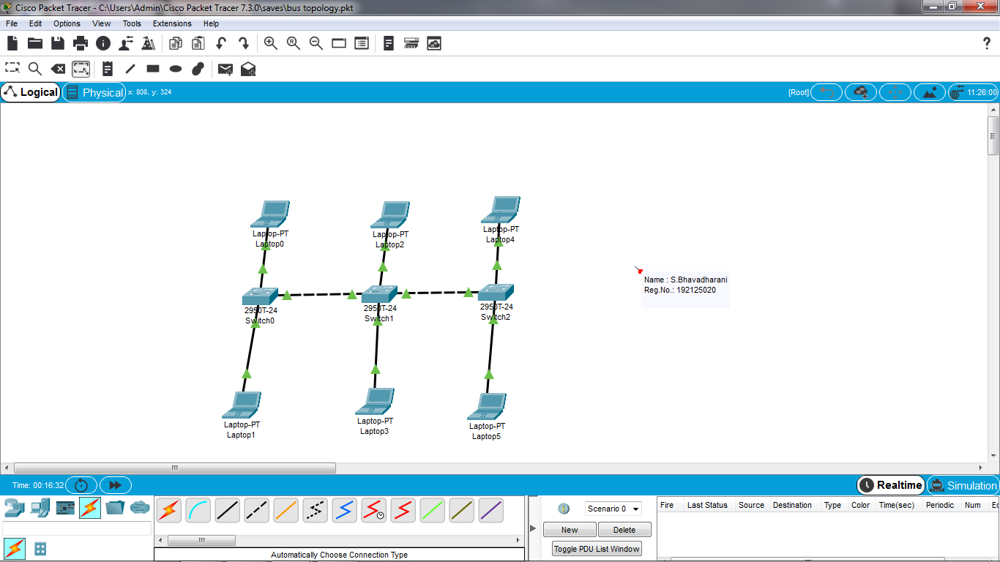 Cisco Packet Tracer - C:\Users\Admin\Cisco Packet Tracer 7.3.0\saves\bus topology.pkt
File Edit Options View Tools Extensions Help
Logical Physical x: 808, y: 324 [Root] 11:26:00
Laptop-PT
Laptop0
Laptop-PT
Laptop2
Laptop-PT
Laptop4
Name : S.Bhavadharani
Reg.No.: 192125020
2950T-24
Switch0
2950T-24
Switch1
2950T-24
Switch2
Laptop-PT
Laptop1
Laptop-PT
Laptop3
Laptop-PT
Laptop5
Time: 00:16:32 Realtime Simulation
Scenario 0
New Delete
Toggle PDU List Window
Fire Last Status Source Destination Type Color Time(sec) Periodic Num Ec
Automatically Choose Connection Type